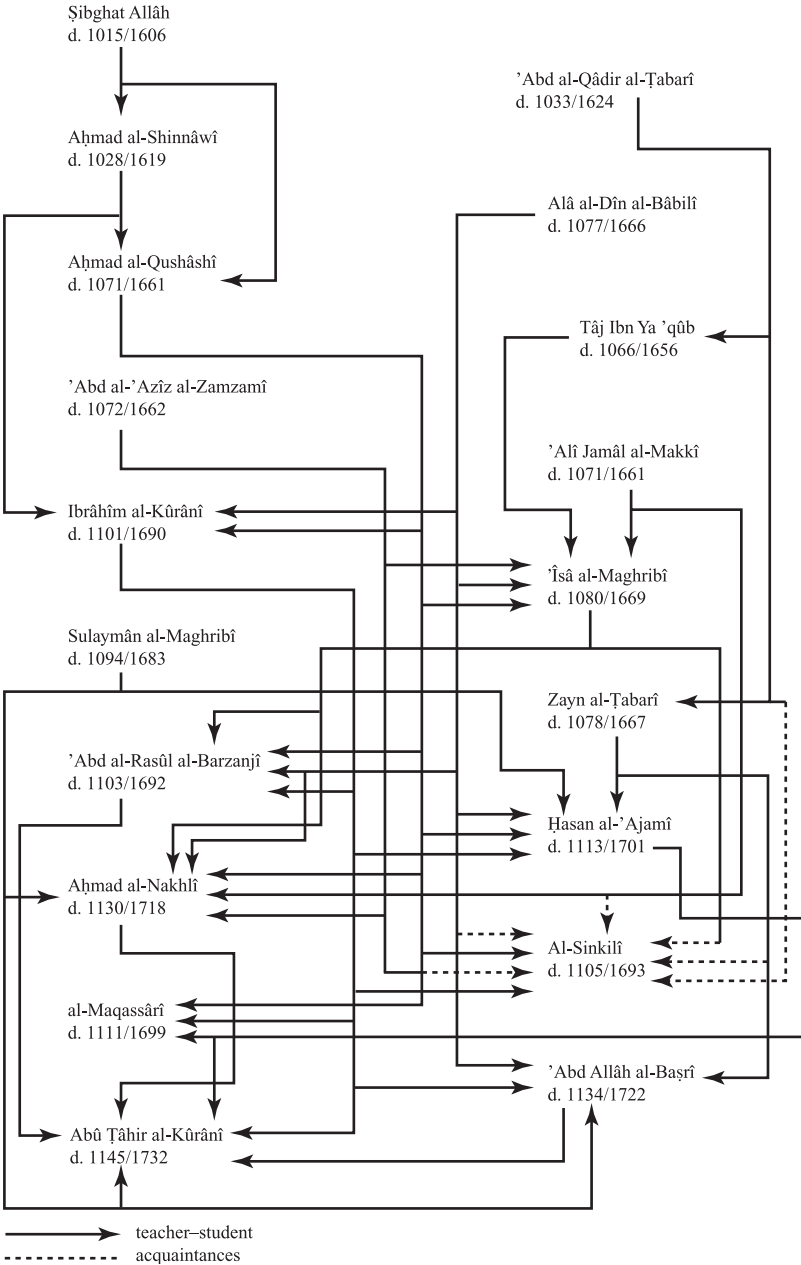 Ṣibghat Allâh
d. 1015/1606
’Abd al-Qâdir al-Ṭabarî
d. 1033/1624
Aḥmad al-Shinnâwî
d. 1028/1619
Alâ al-Dîn al-Bâbilî
d. 1077/1666
Aḥmad al-Qushâshî
d. 1071/1661
Tâj Ibn Ya ’qûb
d. 1066/1656
’Abd al-’Azîz al-Zamzamî
d. 1072/1662
’Alî Jamâl al-Makkî
d. 1071/1661
Ibrâhîm al-Kûrânî
d. 1101/1690
’Îsâ al-Maghribî
d. 1080/1669
Sulaymân al-Maghribî
d. 1094/1683
Zayn al-Ṭabarî
d. 1078/1667
’Abd al-Rasûl al-Barzanjî
d. 1103/1692
Ḥasan al-’Ajamî
d. 1113/1701
Aḥmad al-Nakhlî
d. 1130/1718
Al-Sinkilî
d. 1105/1693
al-Maqassârî
d. 1111/1699
’Abd Allâh al-Baṣrî
d. 1134/1722
Abû Ṭâhir al-Kûrânî
d. 1145/1732
teacher–student
acquaintances